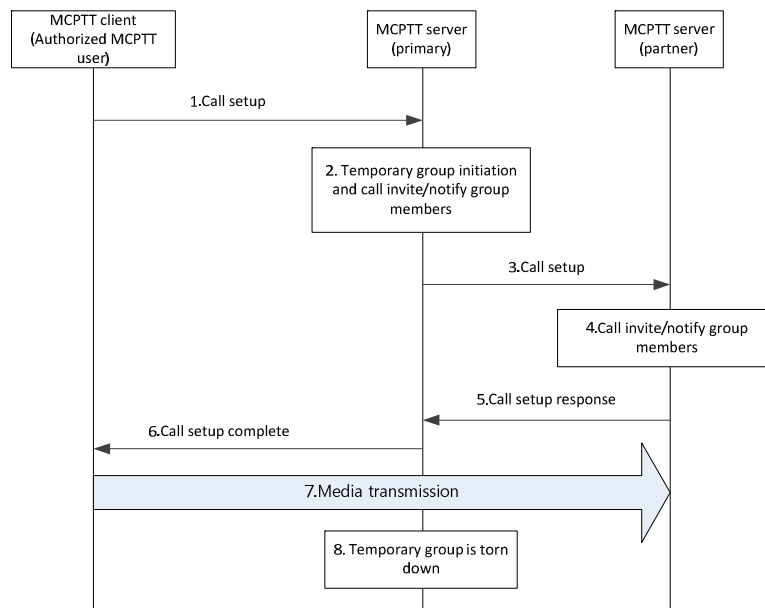 MCPTT client
(Authorized MCPTT
user)
MCPTT server
(primary)
MCPTT server
(partner)
1.Call setup
2. Temporary group initiation
and call invite/notify group
members
3.Call setup
4.Call invite/notify group
members
5.Call setup response
6.Call setup complete
7.Media transmission
8. Temporary group is torn
down